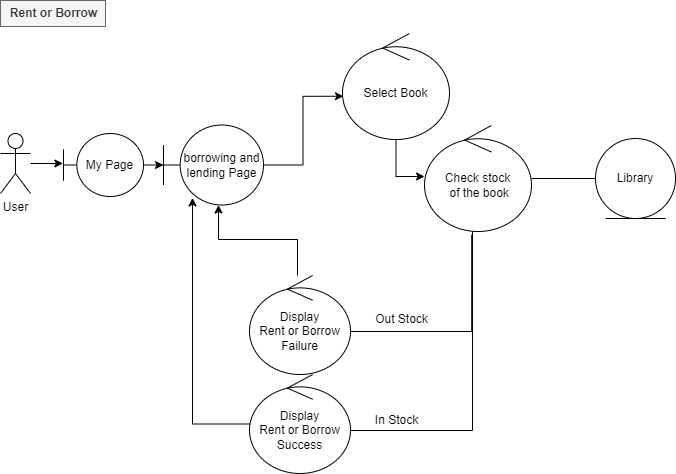 Rent or Borrow
Select Book
My Page
borrowing and
lending Page
Check stock
of the book
Library
User
Display
Rent or Borrow
Failure
Out Stock
Display
Rent or Borrow
Success
In Stock